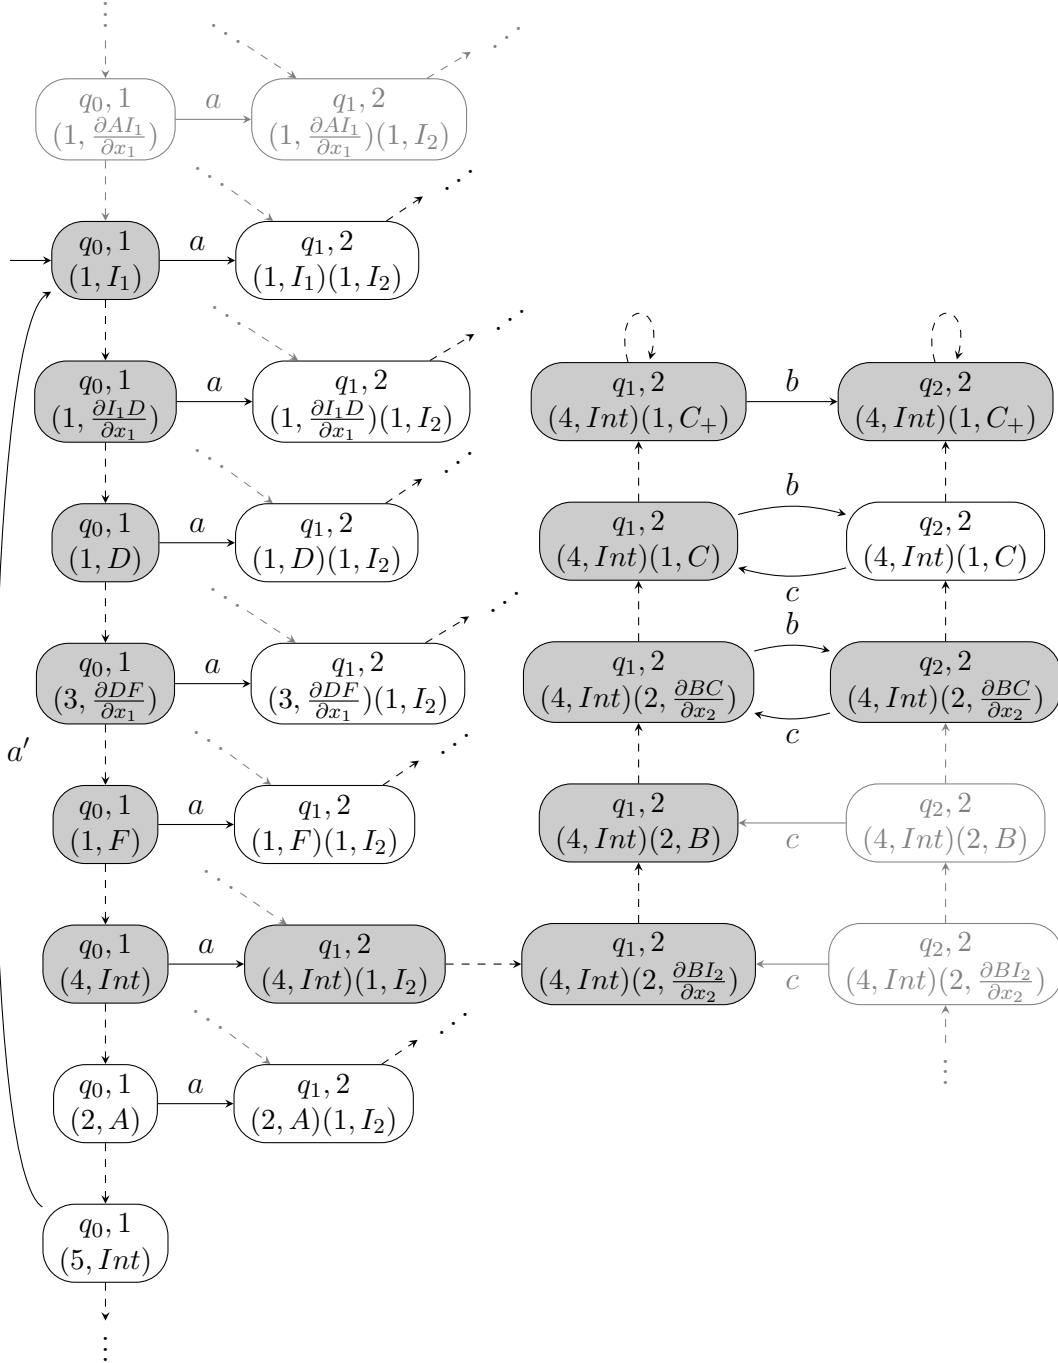 ⋮
⋱
⋰
q₀, 1
(1, ∂AI₁/∂x₁)
a
q₁, 2
(1, ∂AI₁/∂x₁)(1, I₂)
⋱
⋰
q₀, 1
(1, I₁)
a
q₁, 2
(1, I₁)(1, I₂)
⋱
⋰
q₀, 1
(1, ∂I₁D/∂x₁)
a
q₁, 2
(1, ∂I₁D/∂x₁)(1, I₂)
q₁, 2
(4, Int)(1, C₊)
b
q₂, 2
(4, Int)(1, C₊)
⋱
⋰
q₀, 1
(1, D)
a
q₁, 2
(1, D)(1, I₂)
q₁, 2
(4, Int)(1, C)
b
c
q₂, 2
(4, Int)(1, C)
⋱
⋰
q₀, 1
(3, ∂DF/∂x₁)
a
q₁, 2
(3, ∂DF/∂x₁)(1, I₂)
q₁, 2
(4, Int)(2, ∂BC/∂x₂)
b
c
q₂, 2
(4, Int)(2, ∂BC/∂x₂)
a′
⋱
⋰
q₀, 1
(1, F)
a
q₁, 2
(1, F)(1, I₂)
q₁, 2
(4, Int)(2, B)
c
q₂, 2
(4, Int)(2, B)
⋱
q₀, 1
(4, Int)
a
q₁, 2
(4, Int)(1, I₂)
q₁, 2
(4, Int)(2, ∂BI₂/∂x₂)
c
q₂, 2
(4, Int)(2, ∂BI₂/∂x₂)
⋱
⋰
⋮
q₀, 1
(2, A)
a
q₁, 2
(2, A)(1, I₂)
q₀, 1
(5, Int)
⋮